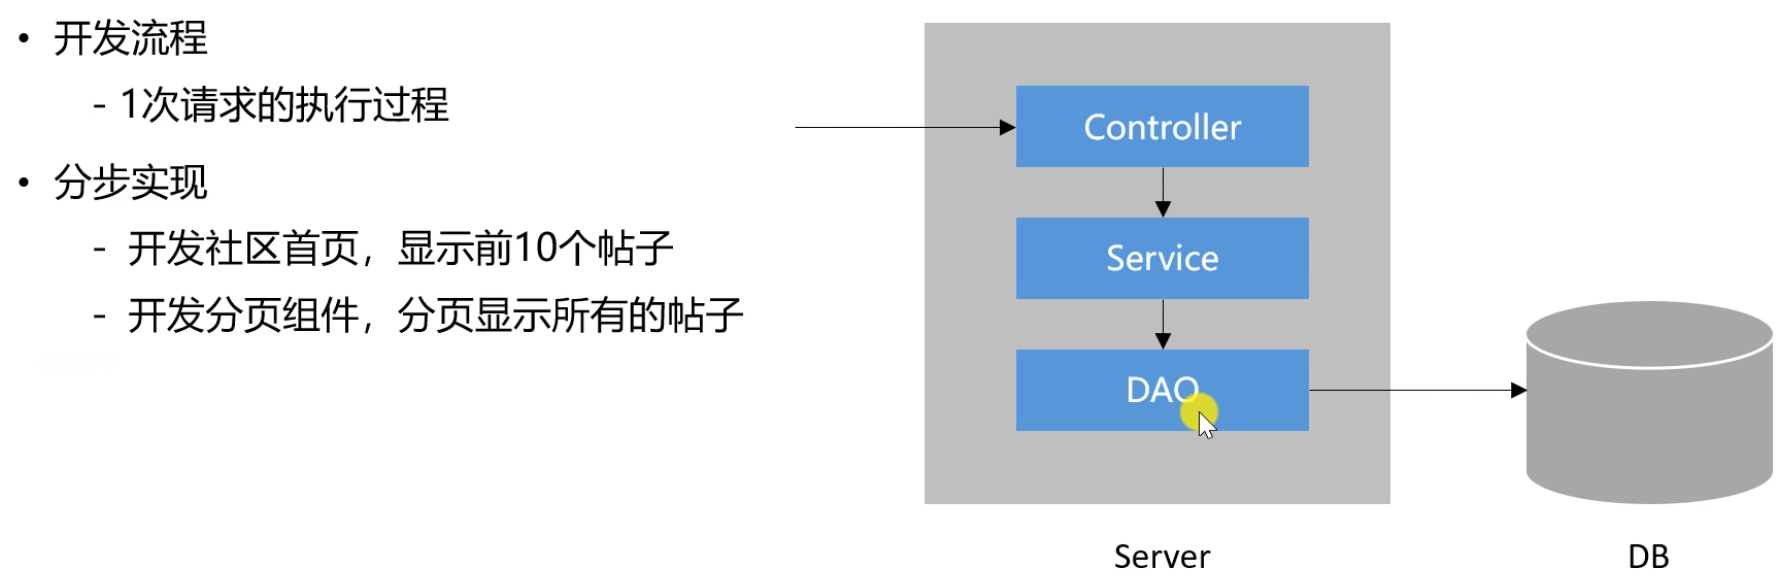 • 开发流程
- 1次请求的执行过程
• 分步实现
- 开发社区首页，显示前10个帖子
- 开发分页组件，分页显示所有的帖子
Controller
Service
DAO
Server
DB